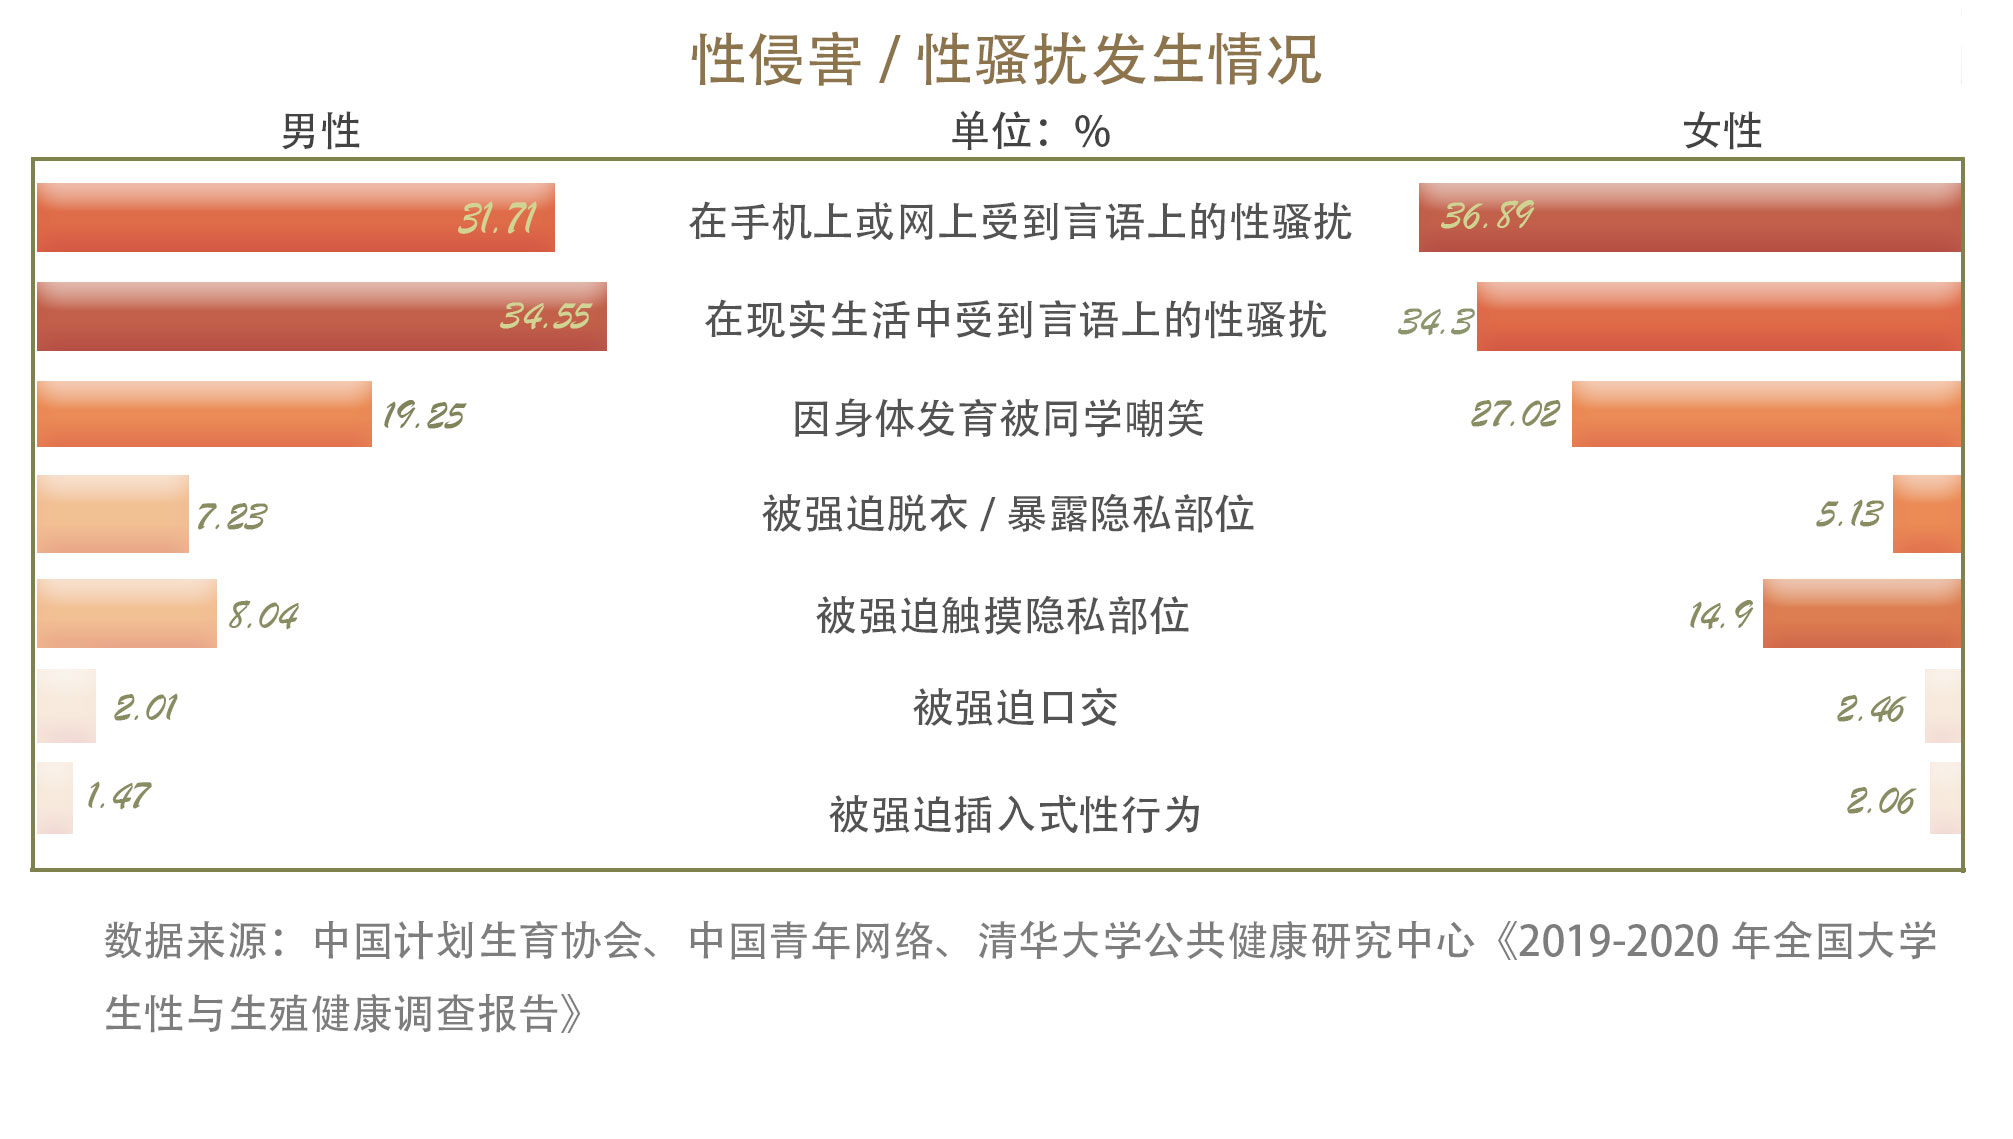 性侵害 / 性骚扰发生情况
男性 单位：% 女性
31.71 在手机上或网上受到言语上的性骚扰 36.89
34.55 在现实生活中受到言语上的性骚扰 34.3
19.25 因身体发育被同学嘲笑 27.02
7.23 被强迫脱衣 / 暴露隐私部位 5.13
8.04 被强迫触摸隐私部位 14.9
2.01 被强迫口交 2.46
1.47 被强迫插入式性行为 2.06
数据来源：中国计划生育协会、中国青年网络、清华大学公共健康研究中心《2019-2020 年全国大学
生性与生殖健康调查报告》